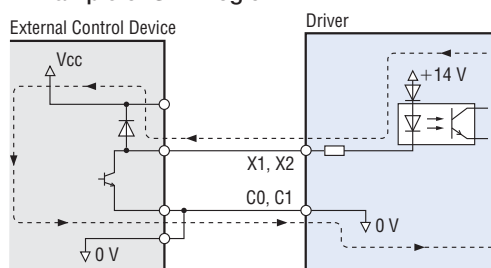 External Control Device
Driver
Vcc
+14 V
X1, X2
C0, C1
0 V
0 V